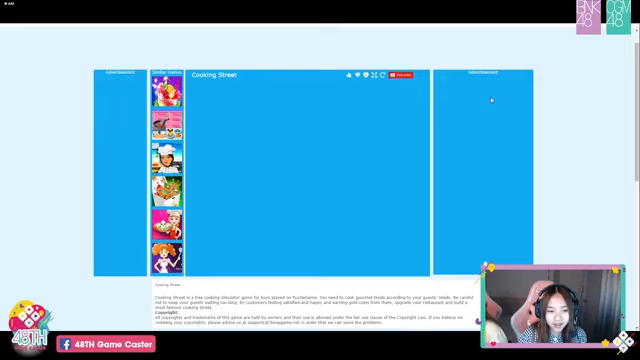 BNK
48
CGM
48
Advertisement
Similar Games
Cooking Street
Subscribe
Advertisement
Cooking Street
Cooking Street is a free cooking simulator game for boys played on PuzzleGame. You need to cook gourmet foods according to your guests' needs. Be careful
not to keep your guests waiting too long. By customers feeling satisfied and happy and earning gold coins from them, upgrade your restaurant and build a
most famous cooking street.
Copyright:
All copyrights and trademarks of this game are held by owners and their use is allowed under the fair use clause of the Copyright Law. If you believe we
violating your copyrights, please advise us at
in order that we can solve the problems.
48TH
48TH Game Caster